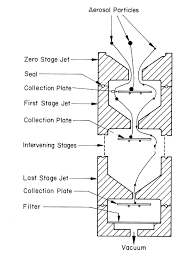 Aerosol Particles
Zero Stage Jet
Seal
Collection Plate
First Stage Jet
Collection Plate
Intervening Stages
Last Stage Jet
Collection Plate
Filter
Vacuum